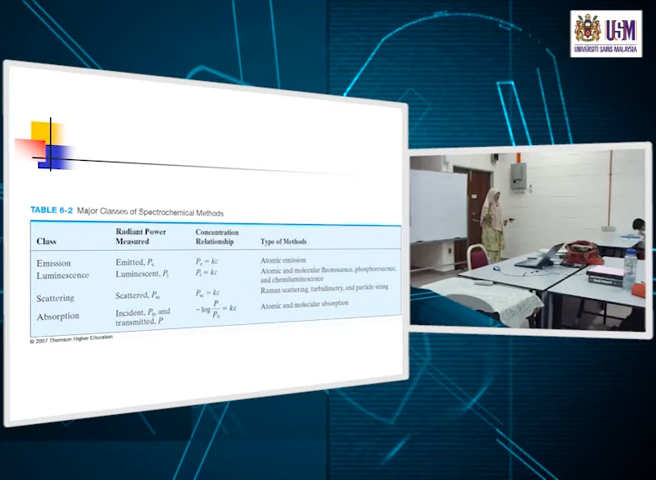 USM
UNIVERSITI SAINS MALAYSIA
TABLE 6-2 Major Classes of Spectrochemical Methods
Class Radiant Power Measured Concentration Relationship Type of Methods
Emission Emitted, Pe Pe = kc Atomic emission
Luminescence Luminescent, Pl Pl = kc Atomic and molecular fluorescence, phosphorescence, and chemiluminescence
Scattering Scattered, Psc Psc = kc Raman scattering, turbidimetry, and particle sizing
Absorption Incident, P0, and transmitted, P −log P/P0 = kc Atomic and molecular absorption
© 2007 Thomson Higher Education